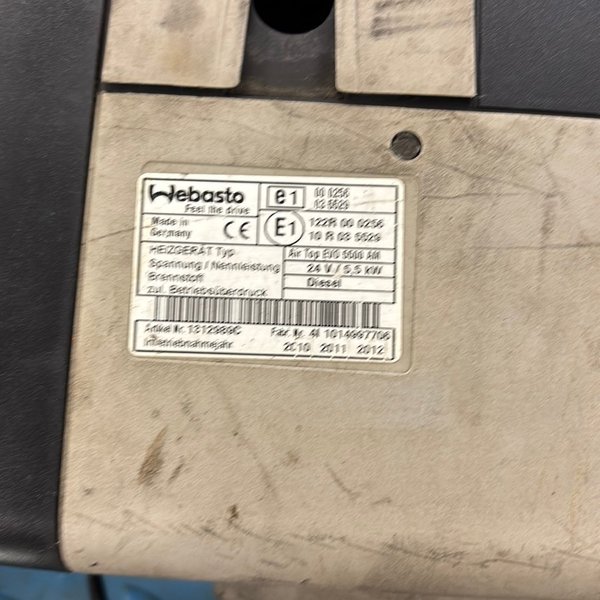 Webasto
Feel the drive
e1 00 0256
03 5529
Made in
Germany
CE
E1 122R 00 0256
10 R 03 5529
HEIZGERÄT Typ Air Top EVO 5500 AM
Spannung / Nennleistung 24 V / 5,5 kW
Brennstoff Diesel
zul. Betriebsüberdruck
Artikel Nr. 1312989C Fabr. Nr. 4I 1014997706
Inbetriebnahmejahr 2010 2011 2012